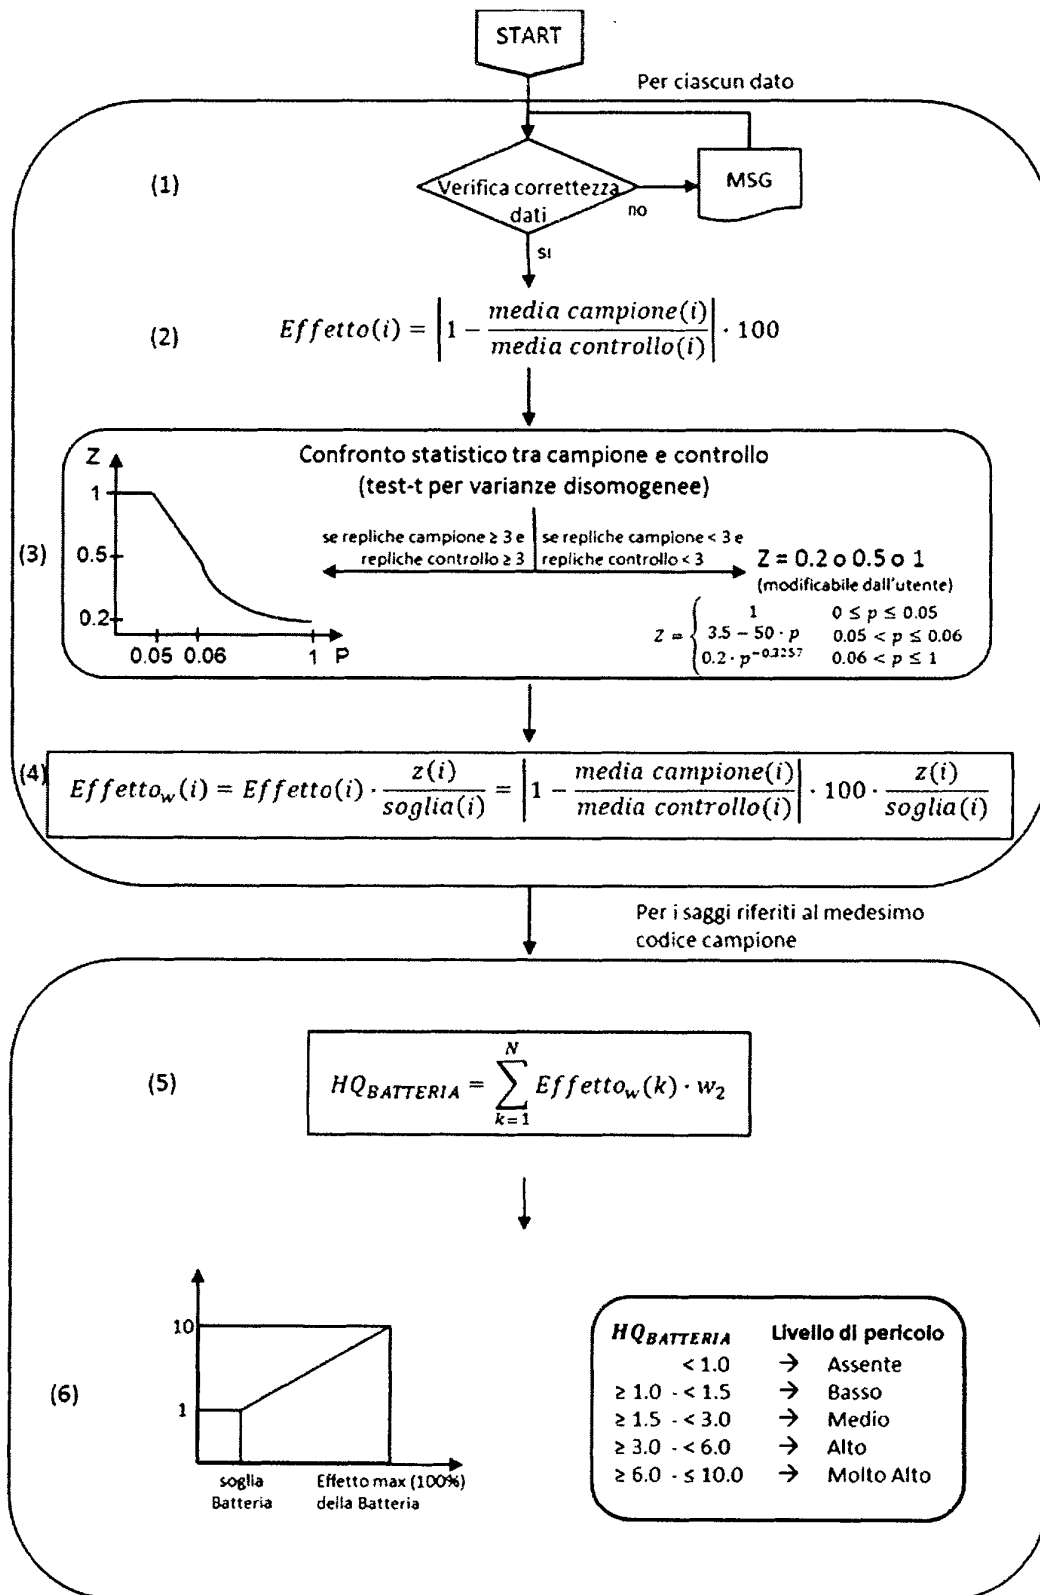 START
Per ciascun dato
(1)
Verifica correttezza
dati
no
MSG
si
(2)
Effetto(i) = |1 − media campione(i) / media controllo(i)| · 100
Confronto statistico tra campione e controllo
(test-t per varianze disomogenee)
Z
1
0.5
0.2
0.05 0.06 1 P
(3)
se repliche campione ≥ 3 e
repliche controllo ≥ 3
se repliche campione < 3 e
repliche controllo < 3
Z = 0.2 o 0.5 o 1
(modificabile dall'utente)
Z = {
1 0 ≤ p ≤ 0.05
3.5 − 50 · p 0.05 < p ≤ 0.06
0.2 · p^−0.3257 0.06 < p ≤ 1
(4)
Effetto_w(i) = Effetto(i) · z(i) / soglia(i) = |1 − media campione(i) / media controllo(i)| · 100 · z(i) / soglia(i)
Per i saggi riferiti al medesimo
codice campione
(5)
HQ_BATTERIA = ∑_{k=1}^{N} Effetto_w(k) · w_2
(6)
10
1
soglia
Batteria
Effetto max (100%)
della Batteria
HQ_BATTERIA Livello di pericolo
< 1.0 → Assente
≥ 1.0 - < 1.5 → Basso
≥ 1.5 - < 3.0 → Medio
≥ 3.0 - < 6.0 → Alto
≥ 6.0 - ≤ 10.0 → Molto Alto